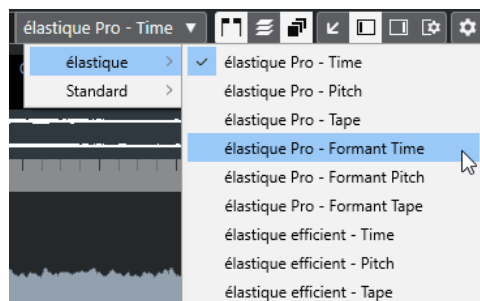 élastique Pro - Time
élastique
Standard
élastique Pro - Time
élastique Pro - Pitch
élastique Pro - Tape
élastique Pro - Formant Time
élastique Pro - Formant Pitch
élastique Pro - Formant Tape
élastique efficient - Time
élastique efficient - Pitch
élastique efficient - Tape